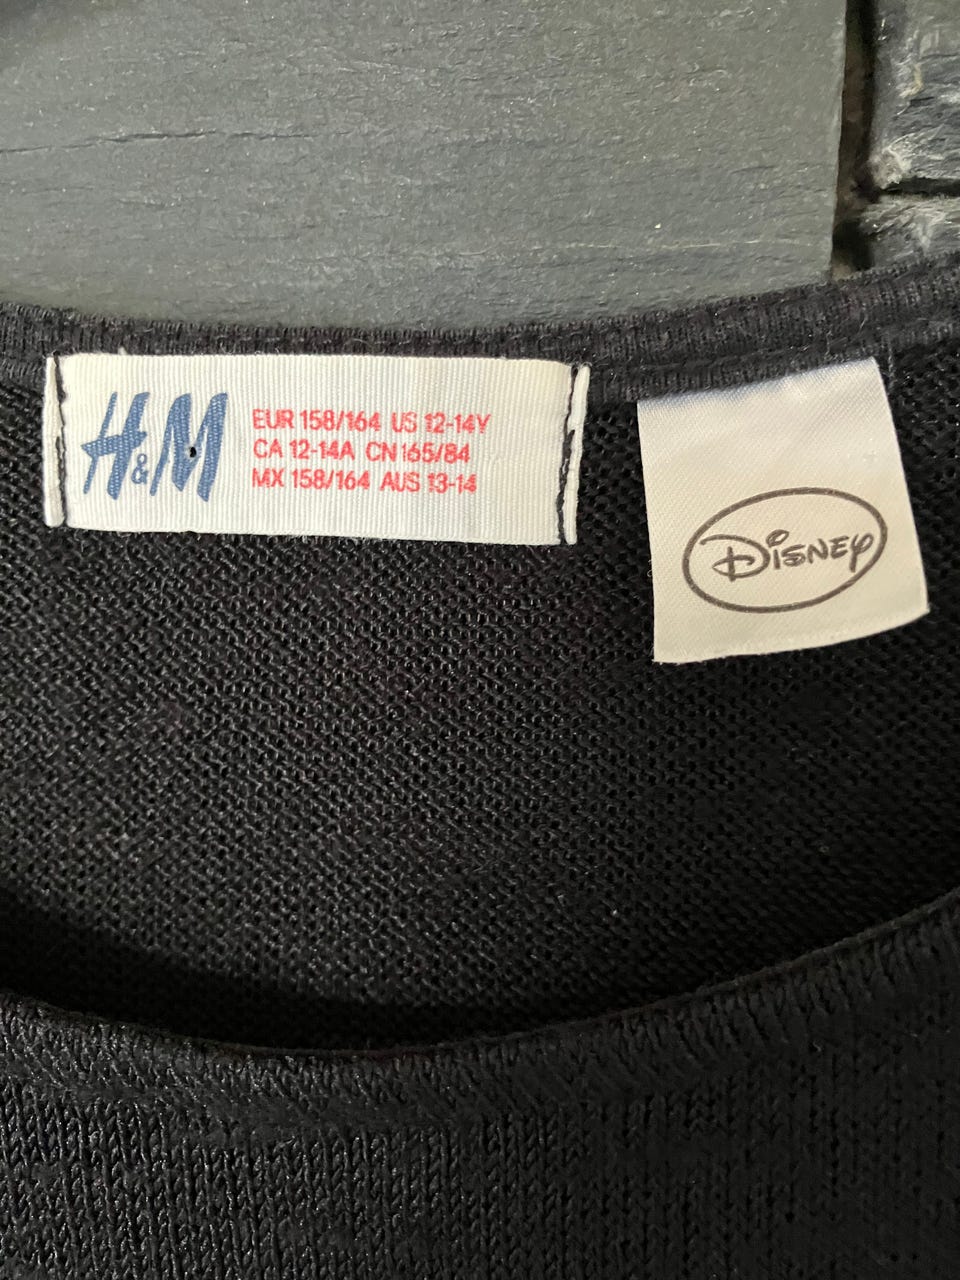 H&M
EUR 158/164 US 12-14Y
CA 12-14A CN 165/84
MX 158/164 AUS 13-14
Disney